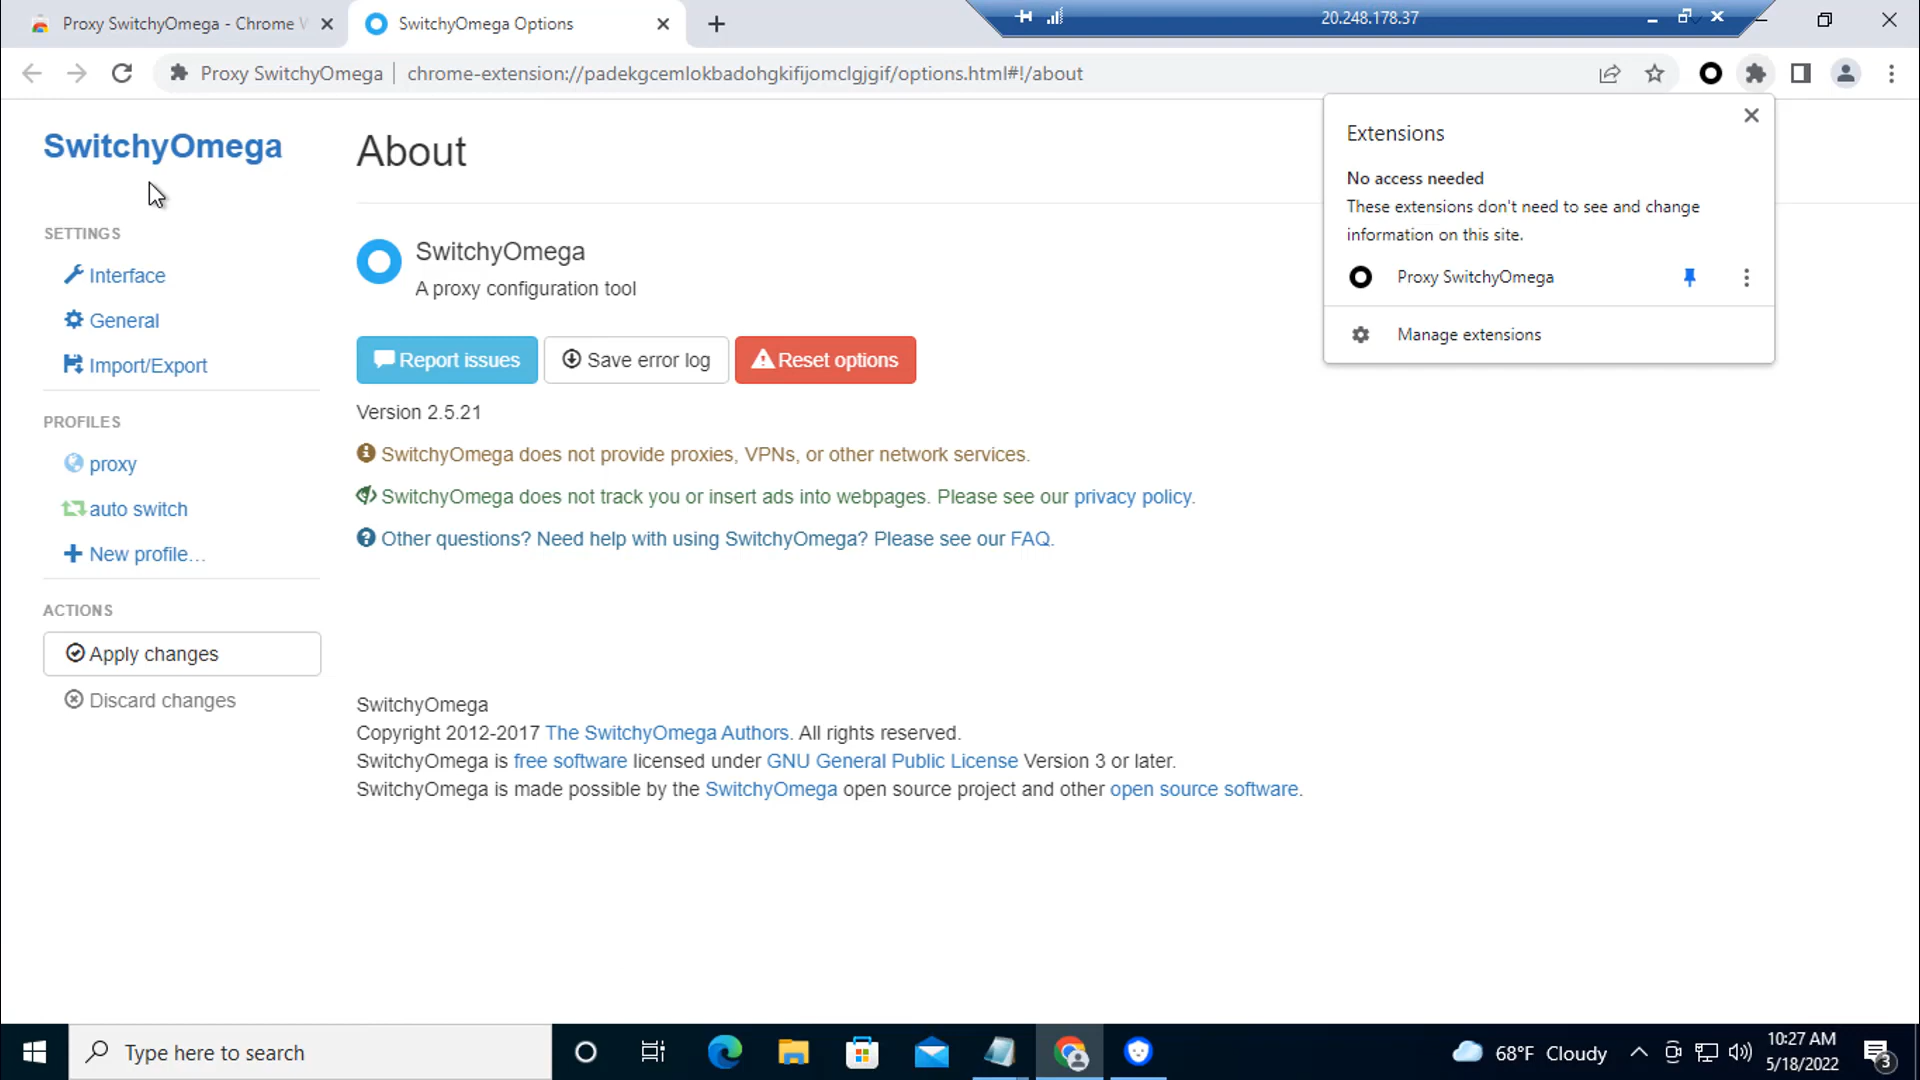 Proxy SwitchyOmega - Chrome W
SwitchyOmega Options
20.248.178.37
Proxy SwitchyOmega
chrome-extension://padekgcemlokbadohgkifijomclgjgif/options.html#!/about
SwitchyOmega
SETTINGS
Interface
General
Import/Export
PROFILES
proxy
auto switch
New profile…
ACTIONS
Apply changes
Discard changes
About
SwitchyOmega
A proxy configuration tool
Report issues
Save error log
Reset options
Version 2.5.21
SwitchyOmega does not provide proxies, VPNs, or other network services.
SwitchyOmega does not track you or insert ads into webpages. Please see our privacy policy.
Other questions? Need help with using SwitchyOmega? Please see our FAQ.
SwitchyOmega
Copyright 2012-2017 The SwitchyOmega Authors. All rights reserved.
SwitchyOmega is free software licensed under GNU General Public License Version 3 or later.
SwitchyOmega is made possible by the SwitchyOmega open source project and other open source software.
Extensions
No access needed
These extensions don't need to see and change
information on this site.
Proxy SwitchyOmega
Manage extensions
Type here to search
68°F Cloudy
10:27 AM
5/18/2022
3